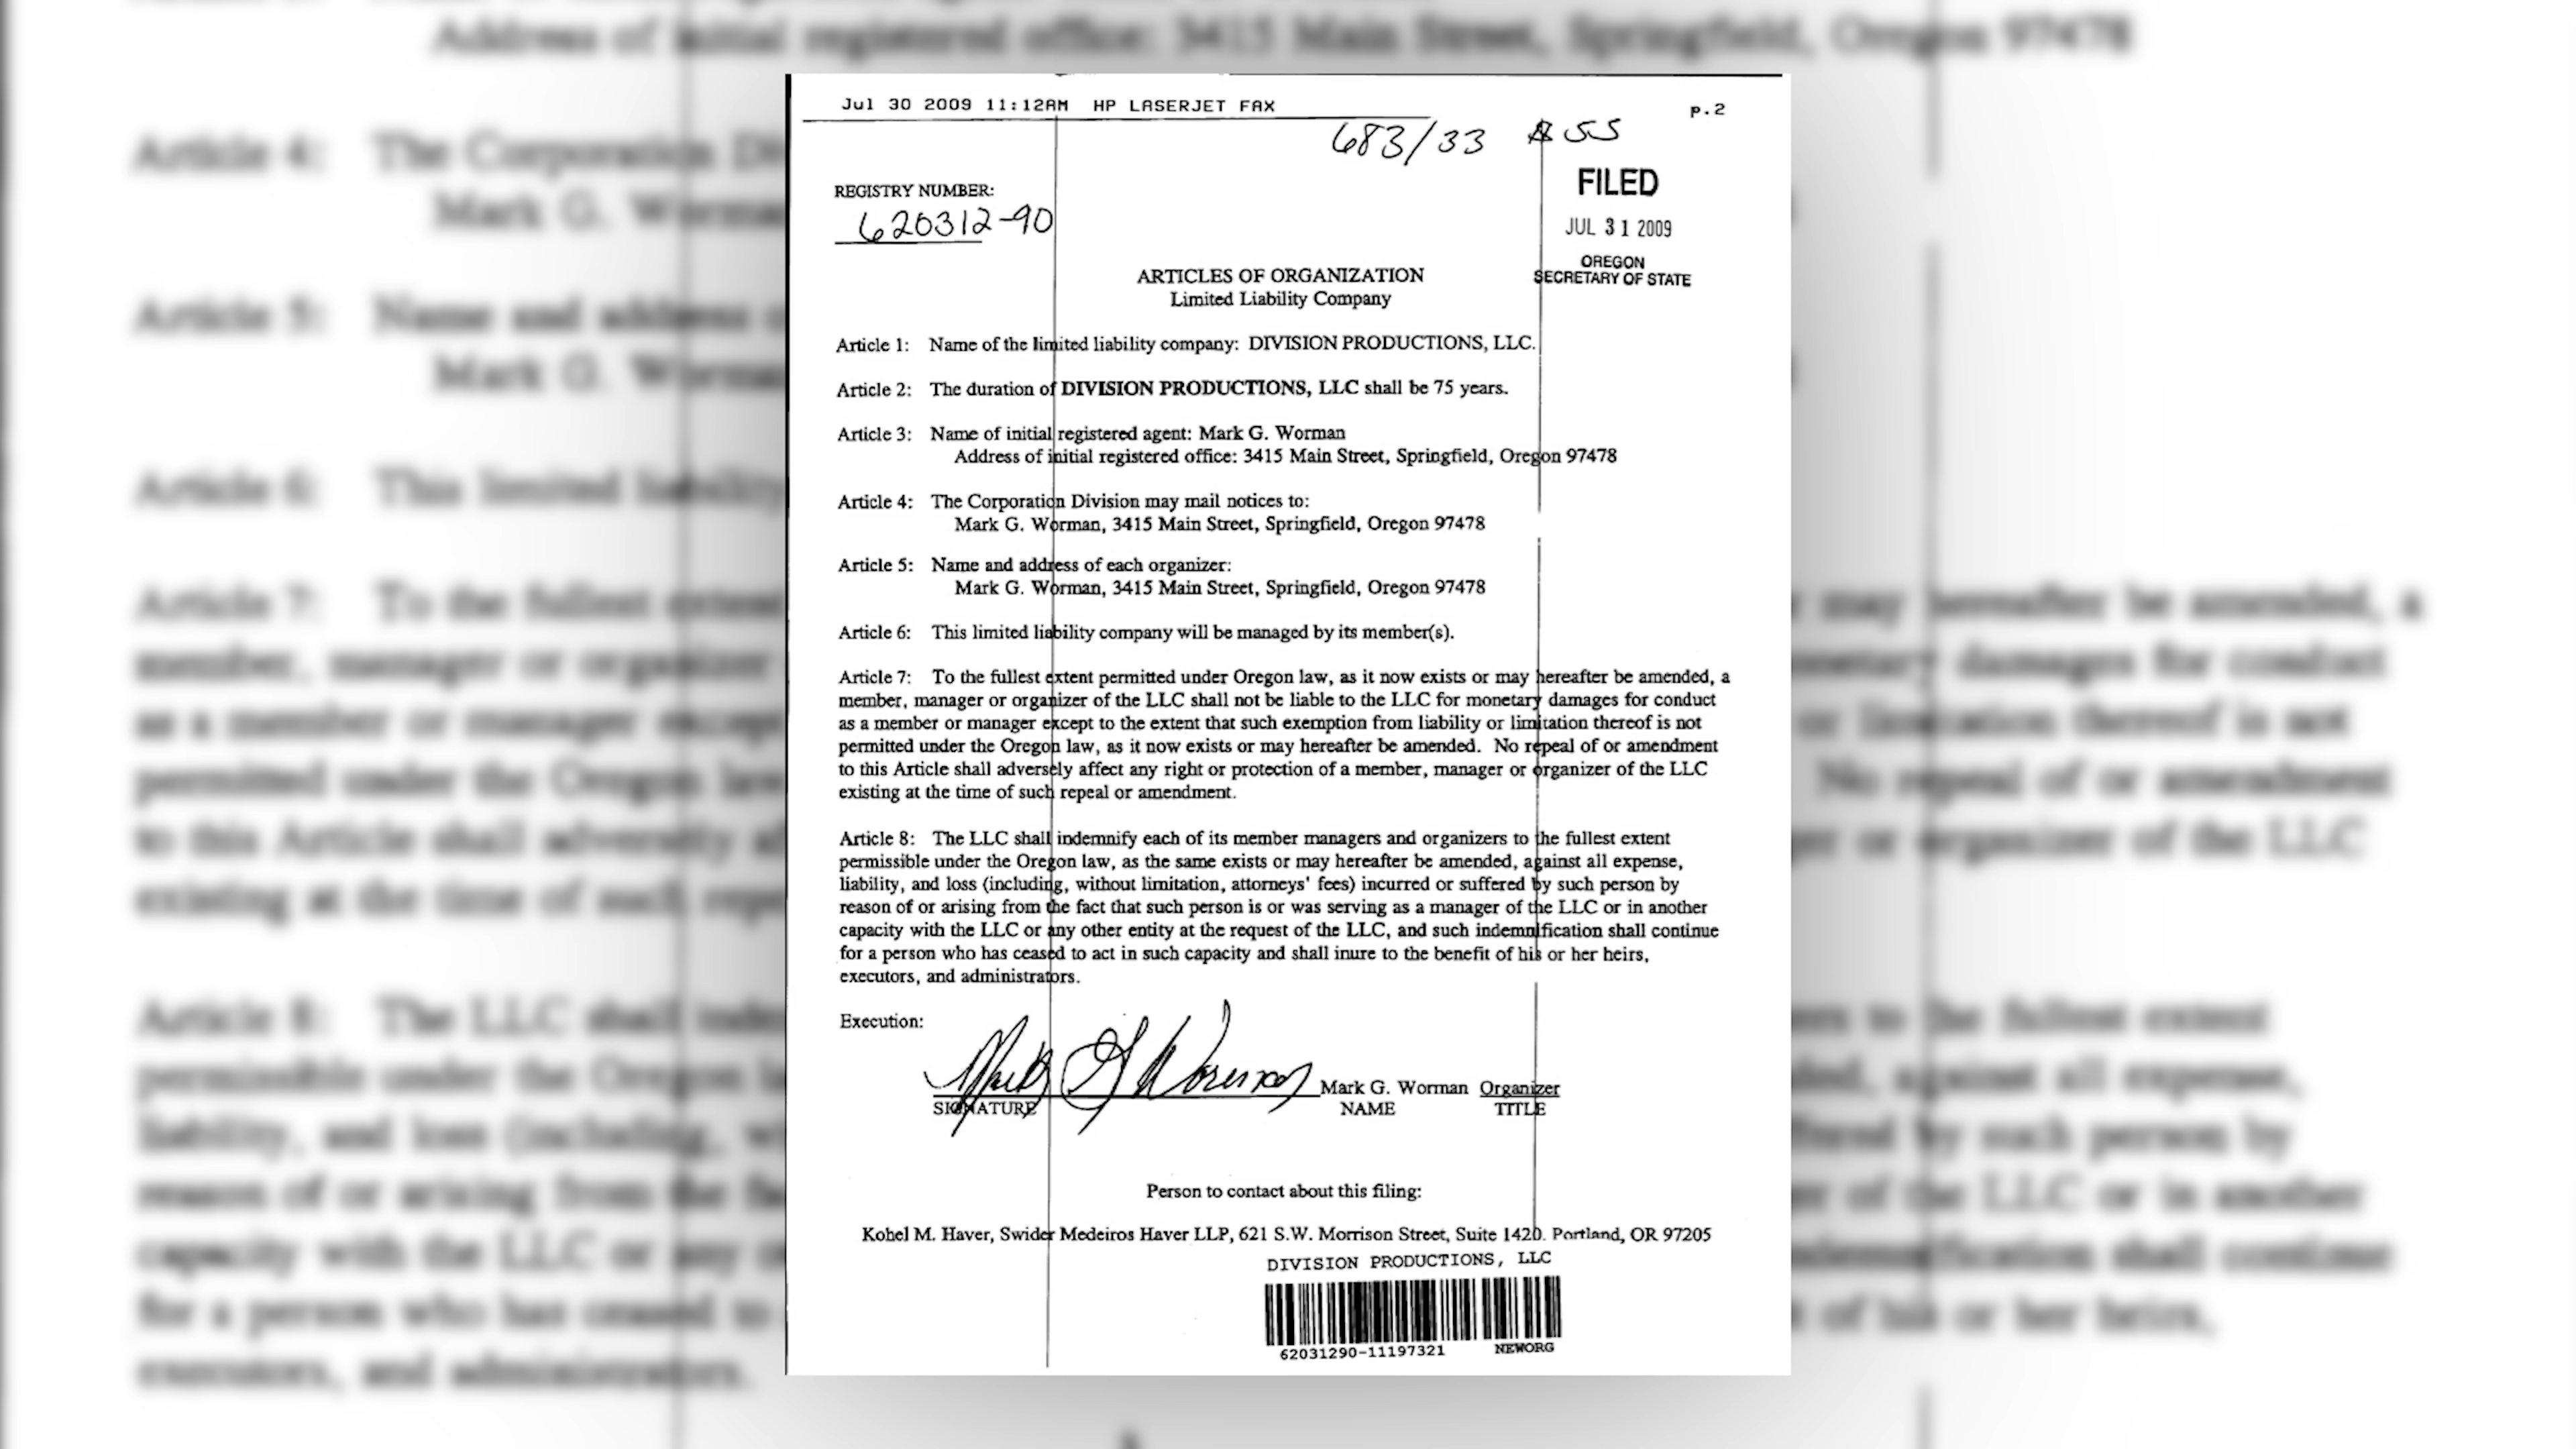 Jul 30 2009 11:12AM HP LASERJET FAX p.2
683/33 $55
FILED
REGISTRY NUMBER:
620312-90
JUL 31 2009
OREGON
SECRETARY OF STATE
ARTICLES OF ORGANIZATION
Limited Liability Company
Article 1: Name of the limited liability company: DIVISION PRODUCTIONS, LLC.
Article 2: The duration of DIVISION PRODUCTIONS, LLC shall be 75 years.
Article 3: Name of initial registered agent: Mark G. Worman
Address of initial registered office: 3415 Main Street, Springfield, Oregon 97478
Article 4: The Corporation Division may mail notices to:
Mark G. Worman, 3415 Main Street, Springfield, Oregon 97478
Article 5: Name and address of each organizer:
Mark G. Worman, 3415 Main Street, Springfield, Oregon 97478
Article 6: This limited liability company will be managed by its member(s).
Article 7: To the fullest extent permitted under Oregon law, as it now exists or may hereafter be amended, a
member, manager or organizer of the LLC shall not be liable to the LLC for monetary damages for conduct
as a member or manager except to the extent that such exemption from liability or limitation thereof is not
permitted under the Oregon law, as it now exists or may hereafter be amended. No repeal of or amendment
to this Article shall adversely affect any right or protection of a member, manager or organizer of the LLC
existing at the time of such repeal or amendment.
Article 8: The LLC shall indemnify each of its member managers and organizers to the fullest extent
permissible under the Oregon law, as the same exists or may hereafter be amended, against all expense,
liability, and loss (including, without limitation, attorneys' fees) incurred or suffered by such person by
reason of or arising from the fact that such person is or was serving as a manager of the LLC or in another
capacity with the LLC or any other entity at the request of the LLC, and such indemnification shall continue
for a person who has ceased to act in such capacity and shall inure to the benefit of his or her heirs,
executors, and administrators.
Execution:
Mark G Worman Mark G. Worman Organizer
SIGNATURE NAME TITLE
Person to contact about this filing:
Kohel M. Haver, Swider Medeiros Haver LLP, 621 S.W. Morrison Street, Suite 1420. Portland, OR 97205
DIVISION PRODUCTIONS, LLC
62031290-11197321 NEWORG